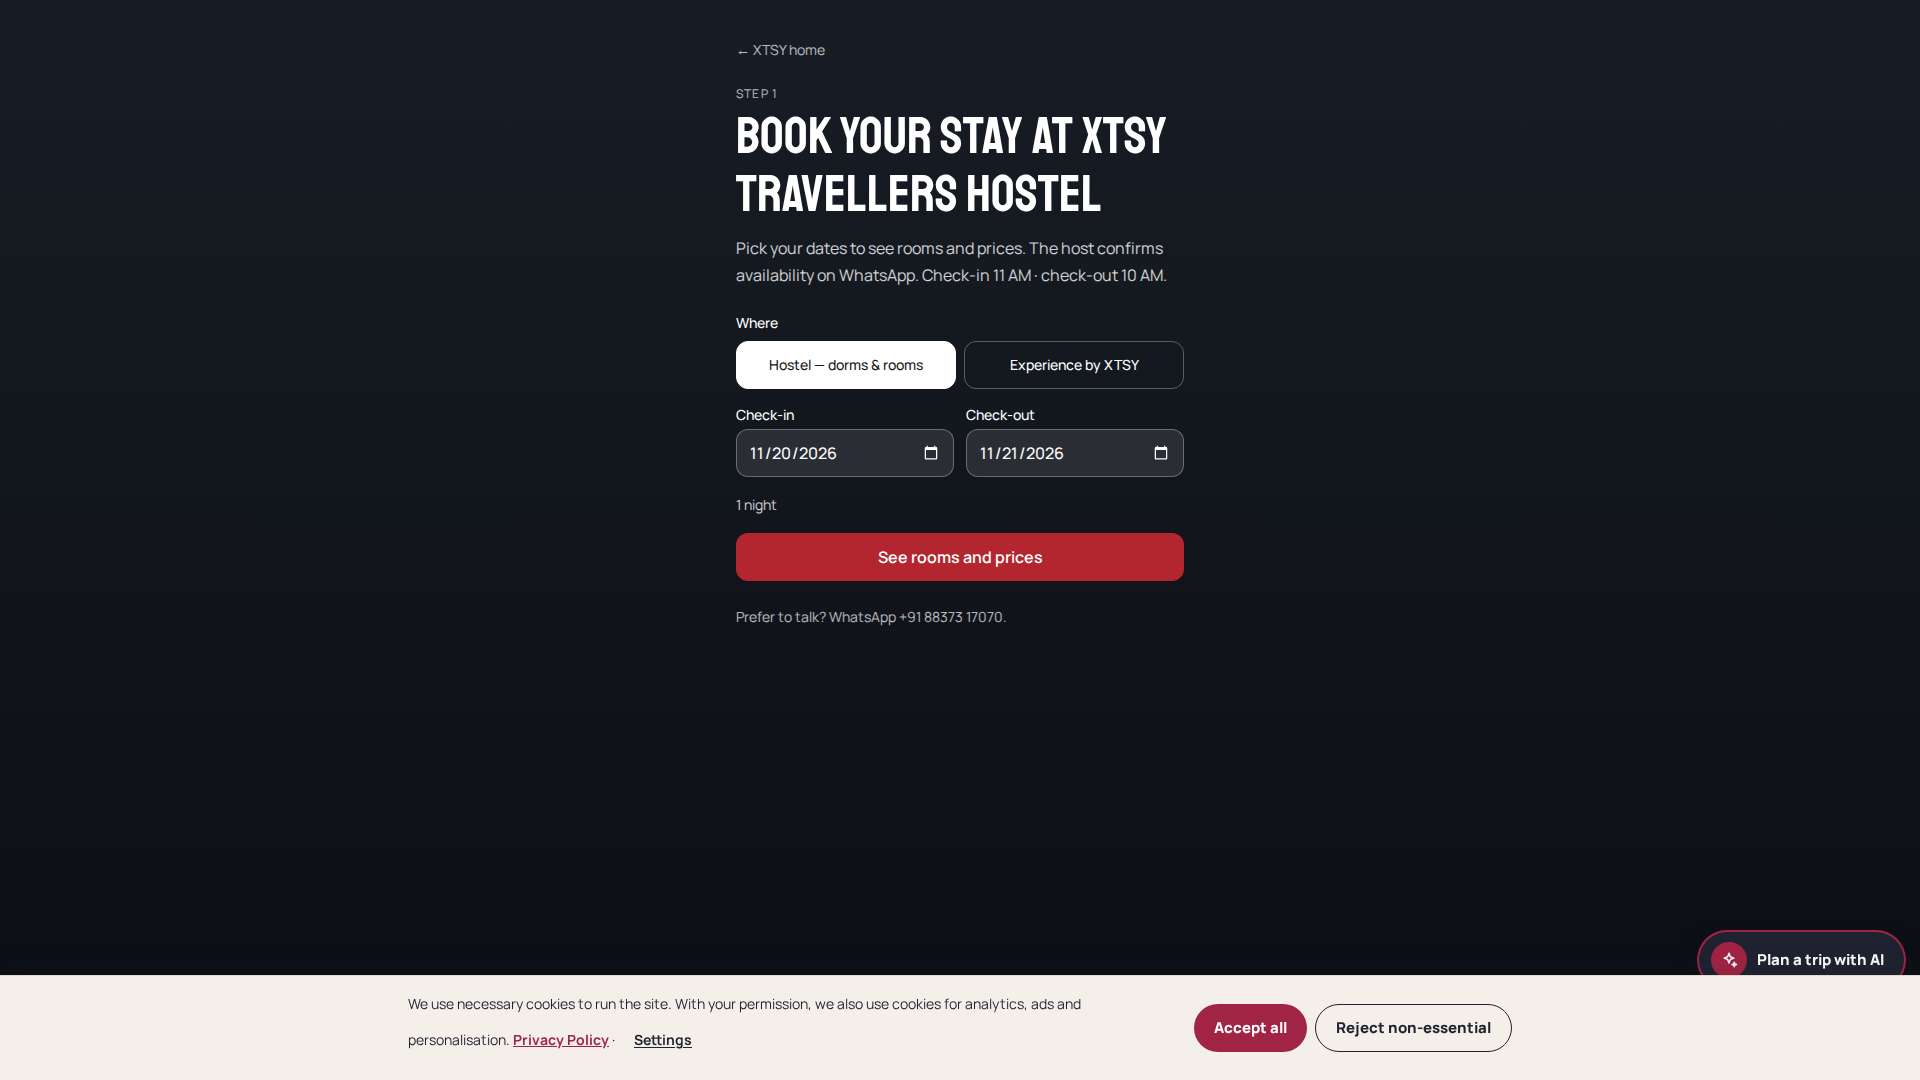 ← XTSY home
STEP 1
BOOK YOUR STAY AT XTSY
TRAVELLERS HOSTEL
Pick your dates to see rooms and prices. The host confirms
availability on WhatsApp. Check-in 11 AM · check-out 10 AM.
Where
Hostel — dorms & rooms
Experience by XTSY
Check-in
Check-out
11/20/2026
11/21/2026
1 night
See rooms and prices
Prefer to talk? WhatsApp +91 88373 17070.
Plan a trip with AI
We use necessary cookies to run the site. With your permission, we also use cookies for analytics, ads and
personalisation. Privacy Policy · Settings
Accept all
Reject non-essential